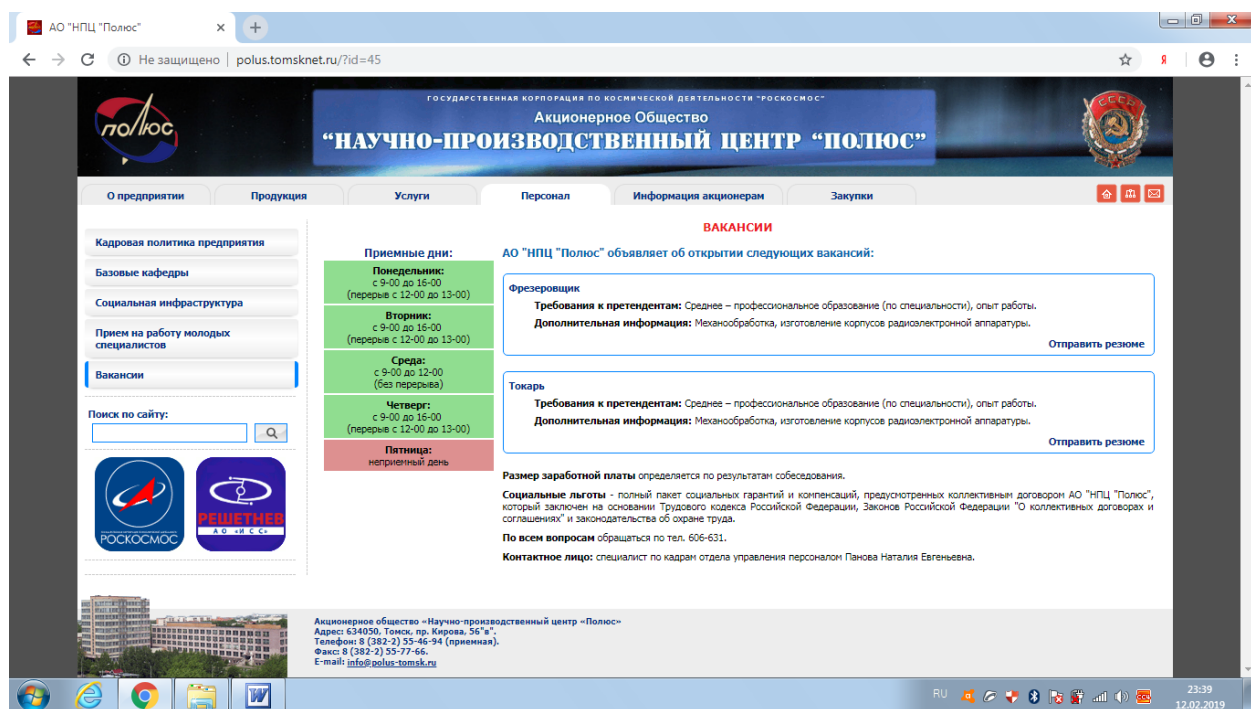 АО "НПЦ "Полюс"
Не защищено | polus.tomsknet.ru/?id=45
Я
ПОЛЮС
ГОСУДАРСТВЕННАЯ КОРПОРАЦИЯ ПО КОСМИЧЕСКОЙ ДЕЯТЕЛЬНОСТИ "РОСКОСМОС"
Акционерное Общество
"НАУЧНО-ПРОИЗВОДСТВЕННЫЙ ЦЕНТР "ПОЛЮС"
СССР
О предприятии
Продукция
Услуги
Персонал
Информация акционерам
Закупки
Кадровая политика предприятия
Базовые кафедры
Социальная инфраструктура
Прием на работу молодых
специалистов
Вакансии
Поиск по сайту:
РОСКОСМОС
РЕШЕТНЕВ
АО «ИСС»
Приемные дни:
Понедельник:
с 9-00 до 16-00
(перерыв с 12-00 до 13-00)
Вторник:
с 9-00 до 16-00
(перерыв с 12-00 до 13-00)
Среда:
с 9-00 до 12-00
(без перерыва)
Четверг:
с 9-00 до 16-00
(перерыв с 12-00 до 13-00)
Пятница:
неприемный день
ВАКАНСИИ
АО "НПЦ "Полюс" объявляет об открытии следующих вакансий:
Фрезеровщик
Требования к претендентам: Среднее – профессиональное образование (по специальности), опыт работы.
Дополнительная информация: Механообработка, изготовление корпусов радиоэлектронной аппаратуры.
Отправить резюме
Токарь
Требования к претендентам: Среднее – профессиональное образование (по специальности), опыт работы.
Дополнительная информация: Механообработка, изготовление корпусов радиоэлектронной аппаратуры.
Отправить резюме
Размер заработной платы определяется по результатам собеседования.
Социальные льготы - полный пакет социальных гарантий и компенсаций, предусмотренных коллективным договором АО "НПЦ "Полюс",
который заключен на основании Трудового кодекса Российской Федерации, Законов Российской Федерации "О коллективных договорах и
соглашениях" и законодательства об охране труда.
По всем вопросам обращаться по тел. 606-631.
Контактное лицо: специалист по кадрам отдела управления персоналом Панова Наталия Евгеньевна.
Акционерное общество «Научно-производственный центр «Полюс»
Адрес: 634050, Томск, пр. Кирова, 56"в".
Телефон: 8 (382-2) 55-46-94 (приемная).
Факс: 8 (382-2) 55-77-66.
E-mail: info@polus-tomsk.ru
RU
23:39
12.02.2019